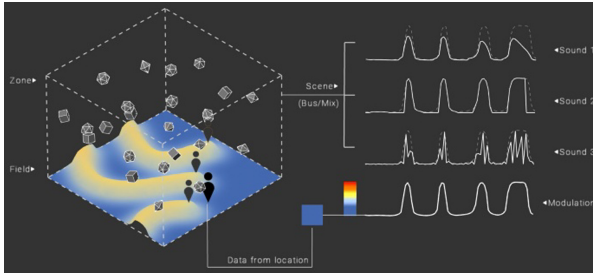 Zone
Field
Scene
(Bus/Mix)
Sound 1
Sound 2
Sound 3
Modulation
Data from location